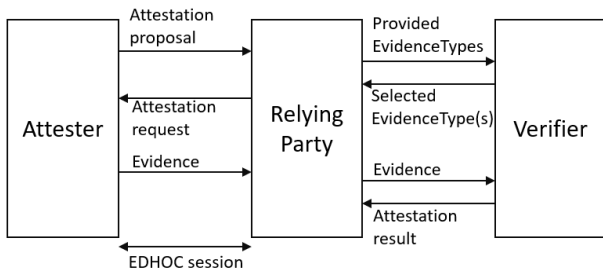 Attestation
proposal
Provided
EvidenceTypes
Attester
Attestation
request
Relying
Party
Selected
EvidenceType(s)
Verifier
Evidence
Evidence
Attestation
result
EDHOC session